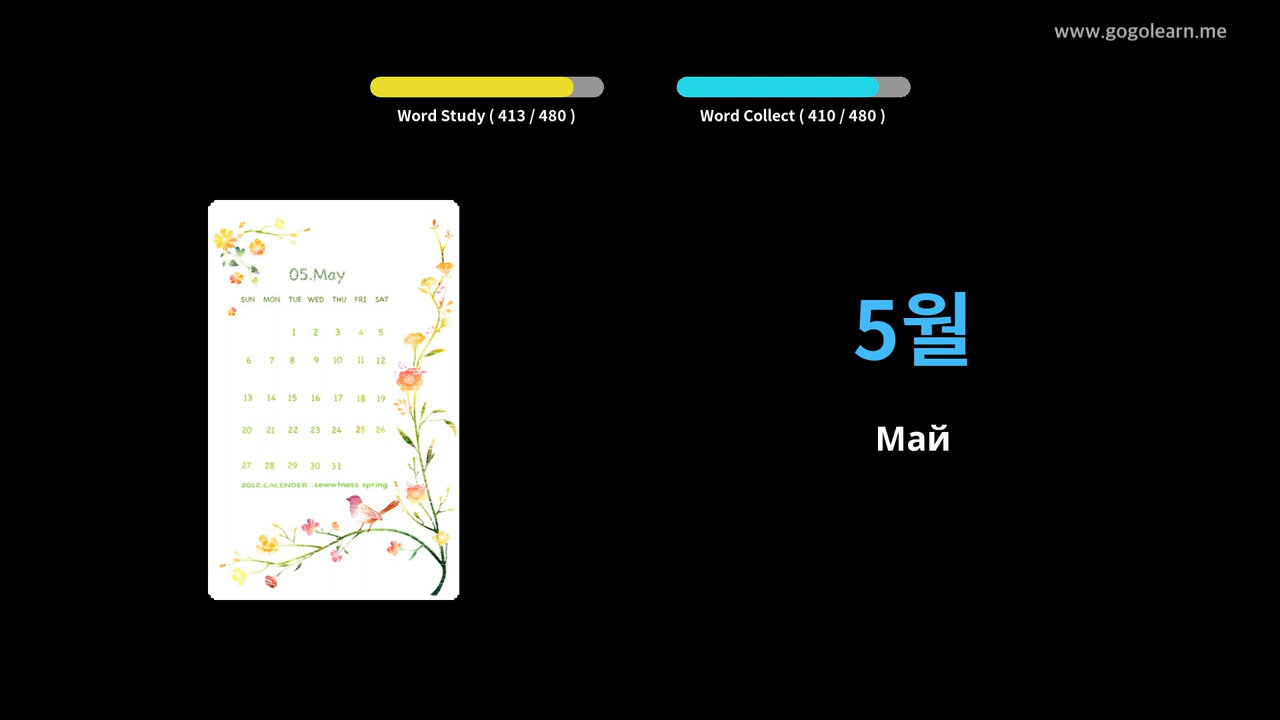 www.gogolearn.me
Word Study ( 413 / 480 )
Word Collect ( 410 / 480 )
05.May
SUN MON TUE WED THU FRI SAT
1 2 3 4 5
6 7 8 9 10 11 12
13 14 15 16 17 18 19
20 21 22 23 24 25 26
27 28 29 30 31
2012.CALENDER .sewwtness spring
5월
Май